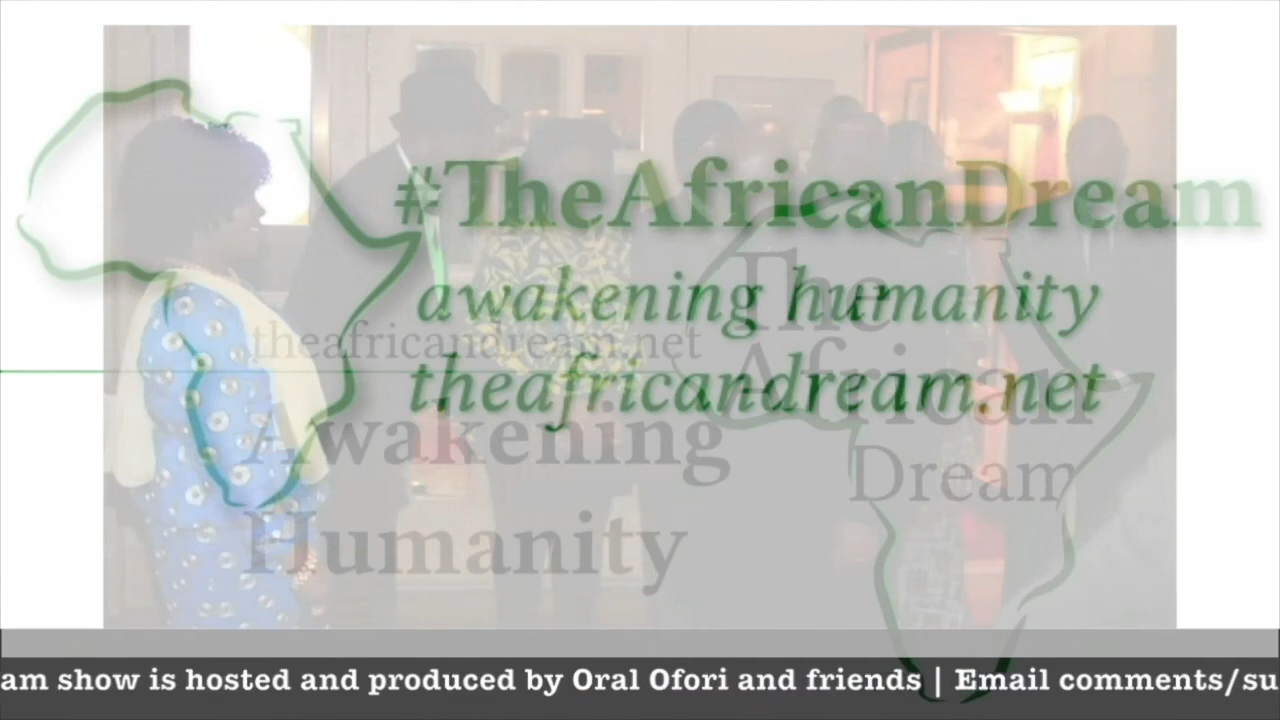 #TheAfricanDream
awakening humanity
theafricandream.net
theafricandream.net
Awakening
Humanity
The
African
Dream
am show is hosted and produced by Oral Ofori and friends | Email comments/su